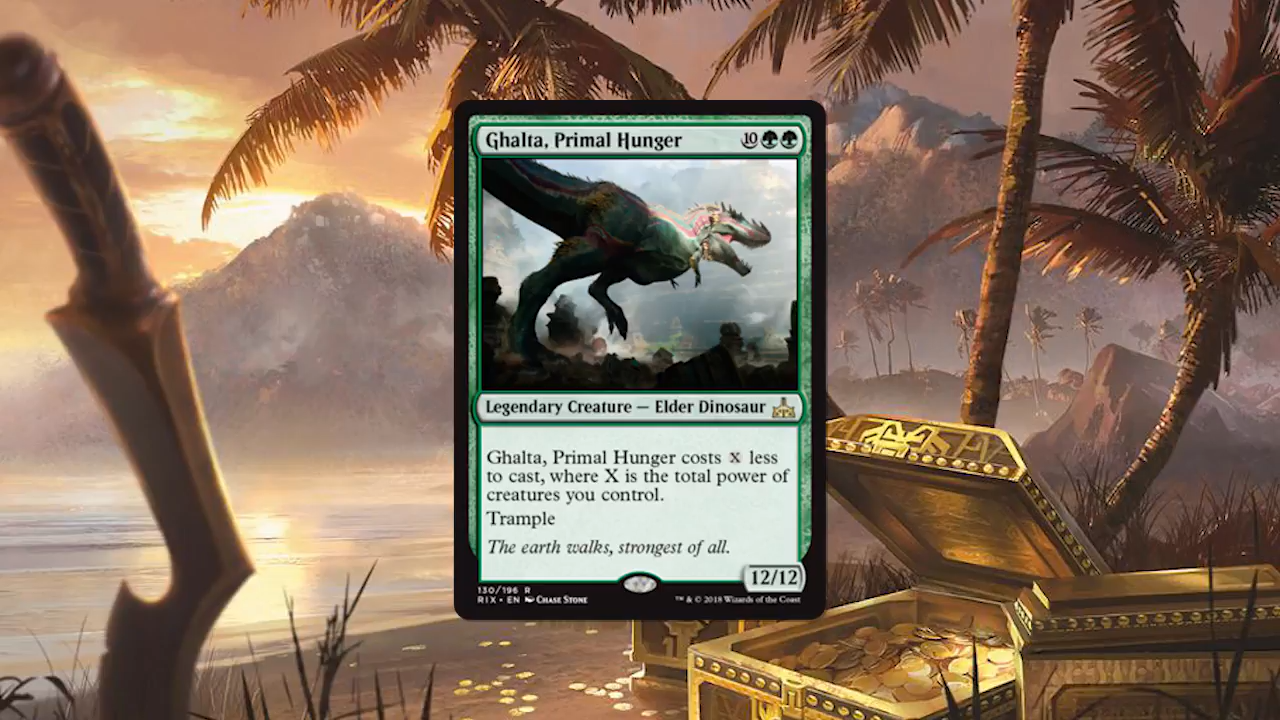 Ghalta, Primal Hunger 10
Legendary Creature — Elder Dinosaur
Ghalta, Primal Hunger costs X less
to cast, where X is the total power of
creatures you control.
Trample
The earth walks, strongest of all.
12/12
130/196 R
RIX • EN Chase Stone
™ & © 2018 Wizards of the Coast